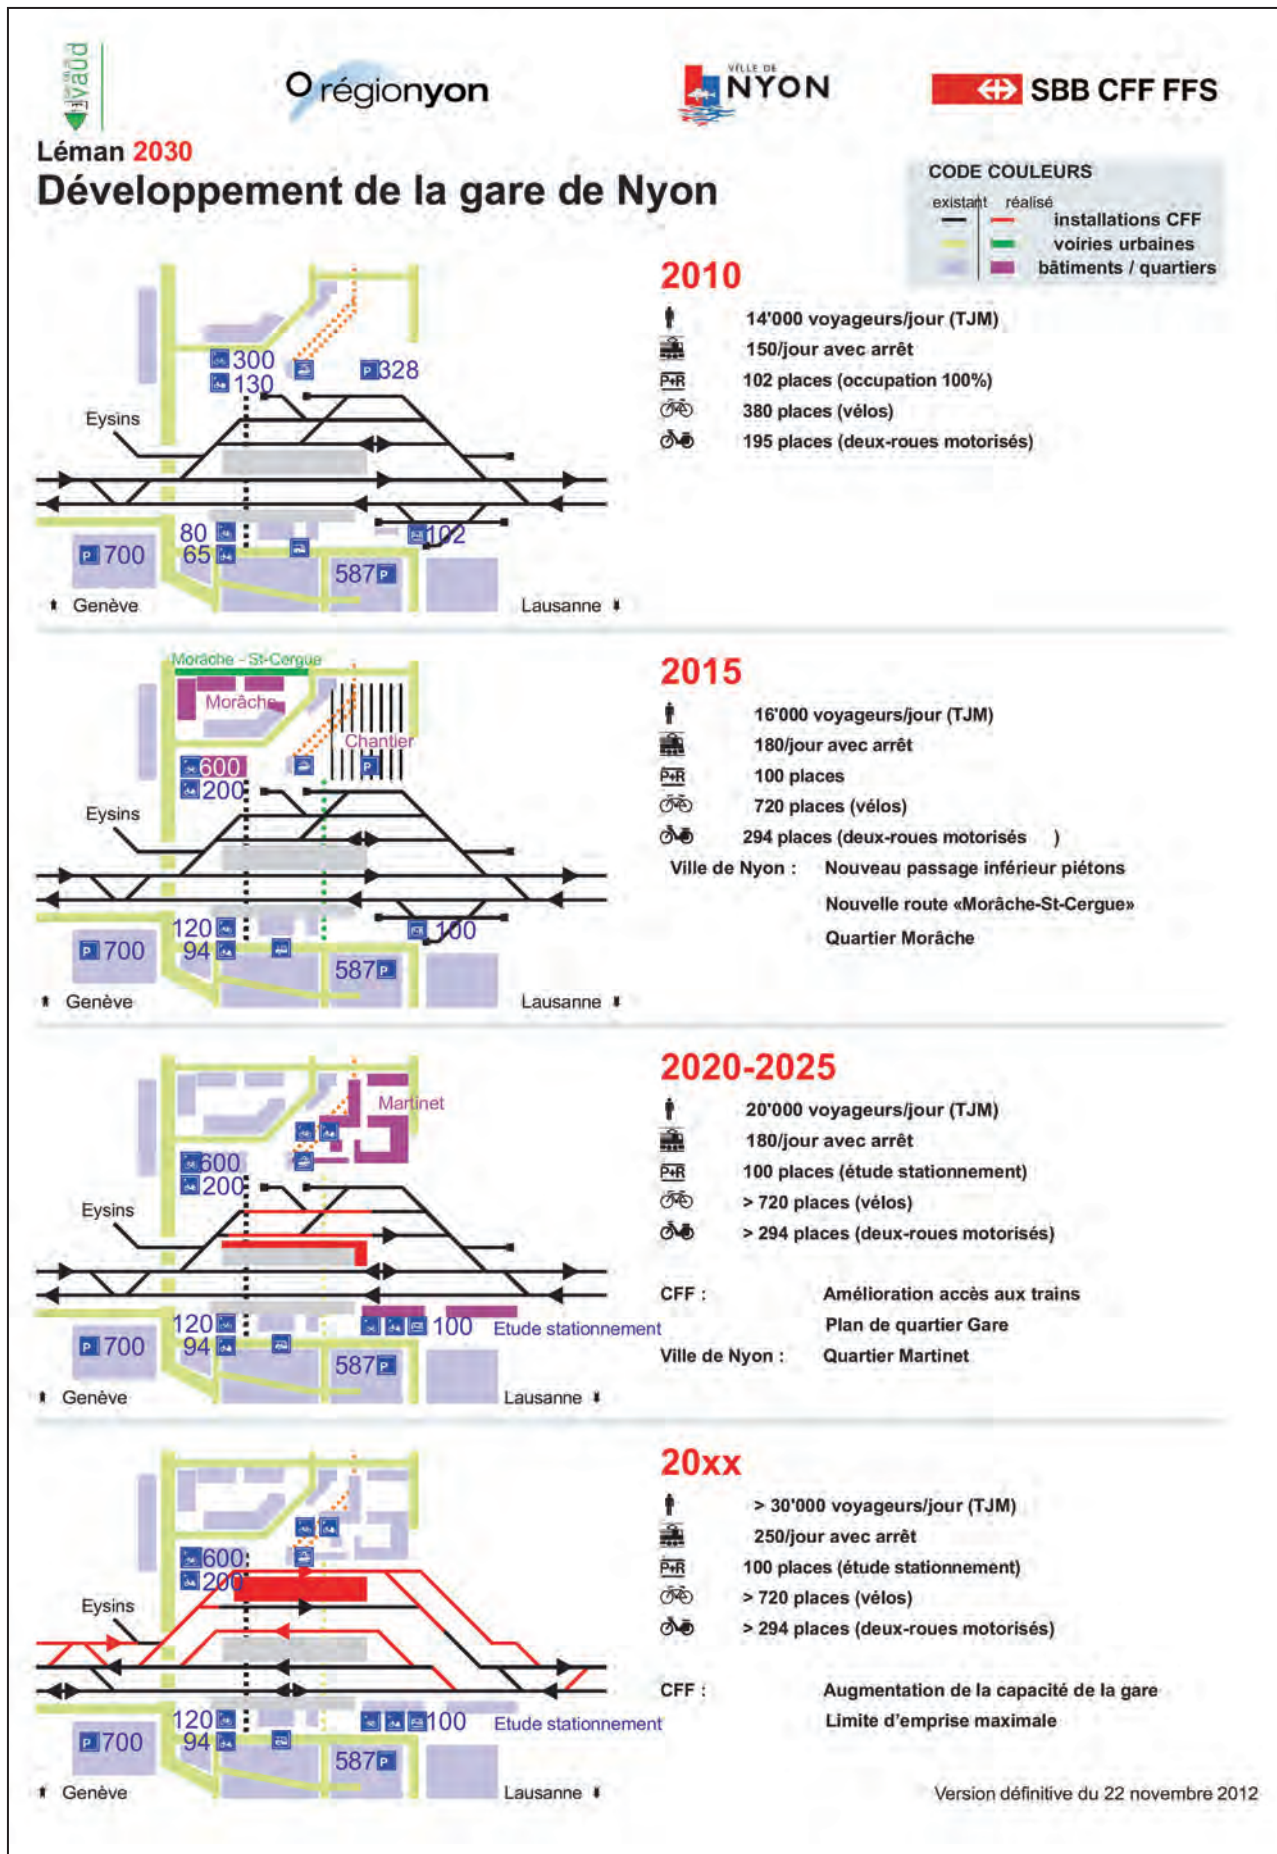 vaud
régionyon
VILLE DE
NYON
SBB CFF FFS
Léman 2030
Développement de la gare de Nyon
CODE COULEURS
existant réalisé
installations CFF
voiries urbaines
bâtiments / quartiers
2010
14'000 voyageurs/jour (TJM)
150/jour avec arrêt
P+R 102 places (occupation 100%)
380 places (vélos)
195 places (deux-roues motorisés)
300
130
P 328
Eysins
80
65
102
P 700
587 P
Genève
Lausanne
2015
16'000 voyageurs/jour (TJM)
180/jour avec arrêt
P+R 100 places
720 places (vélos)
294 places (deux-roues motorisés )
Ville de Nyon : Nouveau passage inférieur piétons
Nouvelle route «Morâche-St-Cergue»
Quartier Morâche
Morâche - St-Cergue
Morâche
Chantier
600
P
200
Eysins
120
94
100
P 700
587 P
Genève
Lausanne
2020-2025
20'000 voyageurs/jour (TJM)
180/jour avec arrêt
P+R 100 places (étude stationnement)
> 720 places (vélos)
> 294 places (deux-roues motorisés)
CFF : Amélioration accès aux trains
Plan de quartier Gare
Ville de Nyon : Quartier Martinet
Martinet
600
200
Eysins
120
94
100 Etude stationnement
P 700
587 P
Genève
Lausanne
20xx
> 30'000 voyageurs/jour (TJM)
250/jour avec arrêt
P+R 100 places (étude stationnement)
> 720 places (vélos)
> 294 places (deux-roues motorisés)
CFF : Augmentation de la capacité de la gare
Limite d'emprise maximale
600
200
Eysins
120
94
100 Etude stationnement
P 700
587 P
Genève
Lausanne
Version définitive du 22 novembre 2012